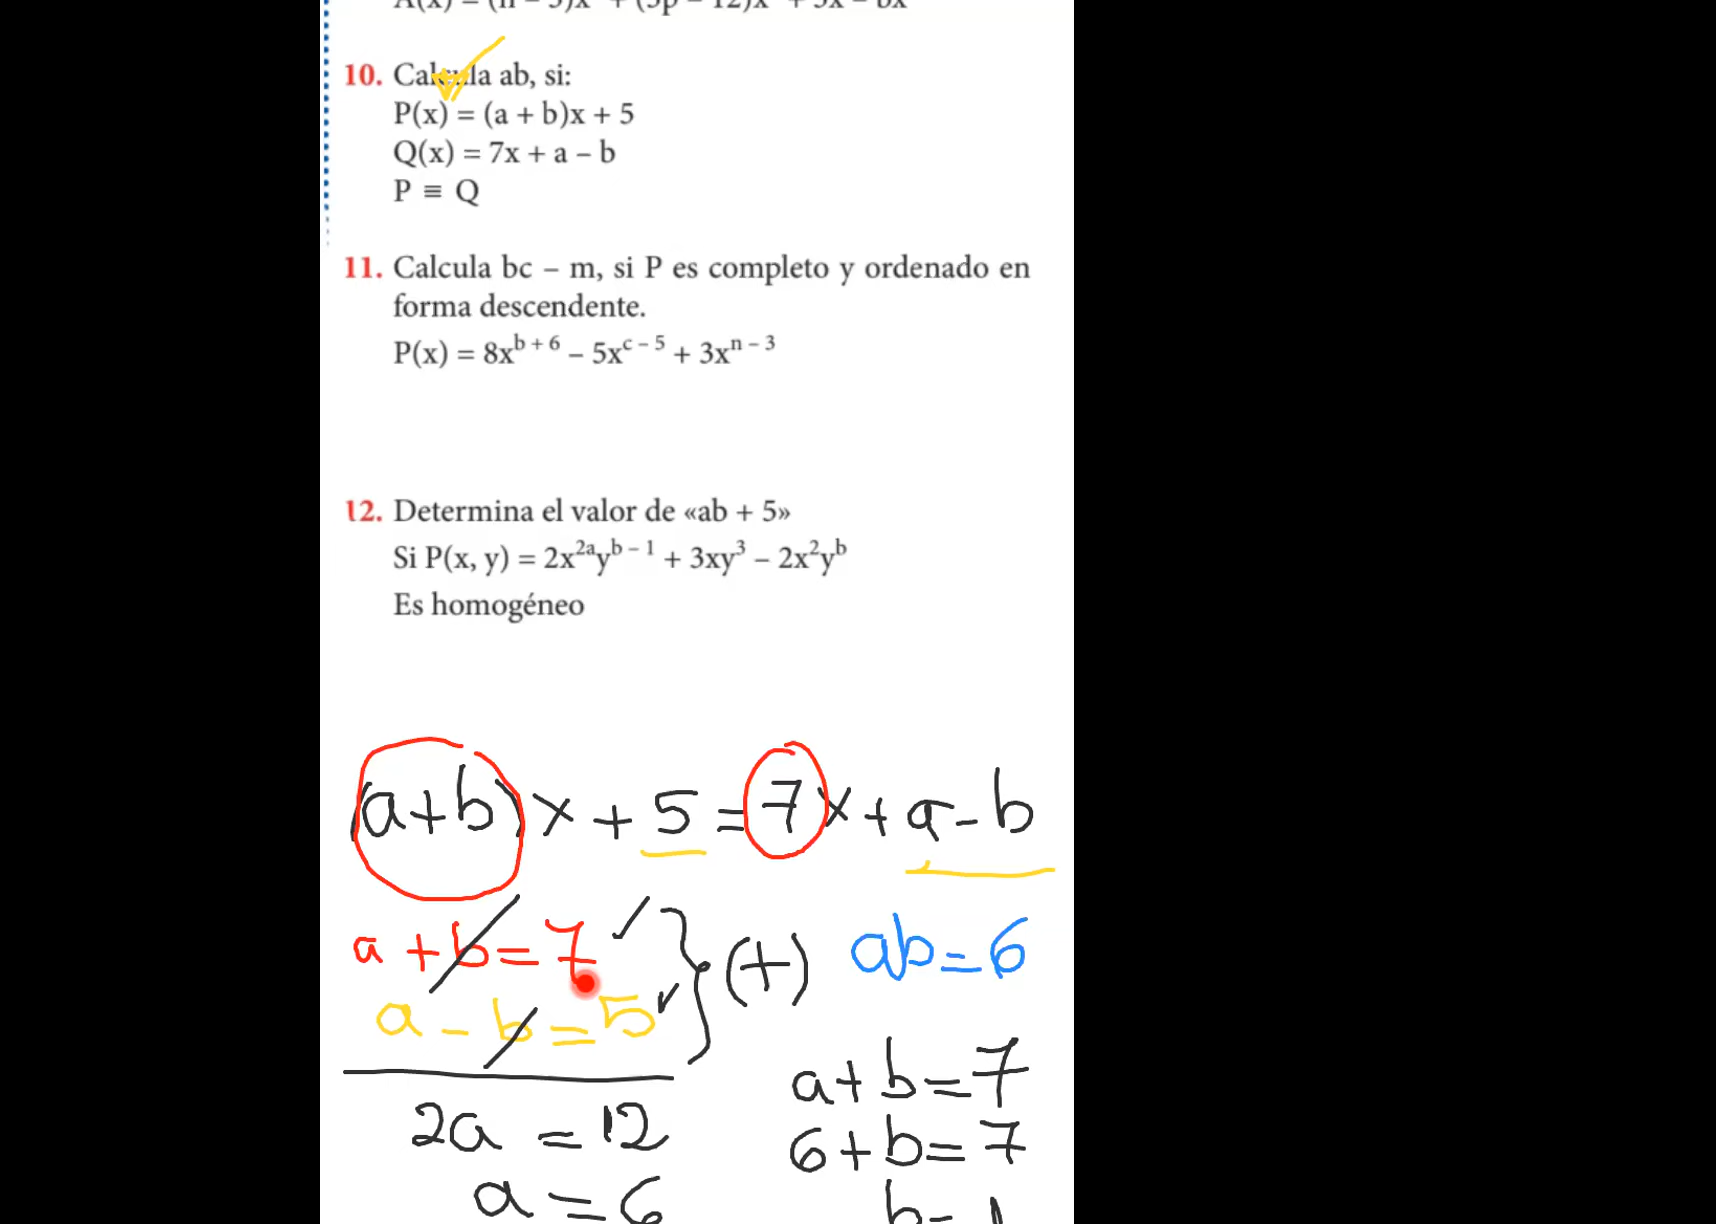 10. Calcula ab, si:
P(x) = (a + b)x + 5
Q(x) = 7x + a – b
P ≡ Q
11. Calcula bc – m, si P es completo y ordenado en
forma descendente.
P(x) = 8x^{b + 6} – 5x^{c – 5} + 3x^{n – 3}
12. Determina el valor de «ab + 5»
Si P(x, y) = 2x^{2a}y^{b – 1} + 3xy^3 – 2x^2y^b
Es homogéneo
(a+b)x + 5 = 7x + a – b
a + b = 7
a – b = 5
(+)
ab = 6
2a = 12
a = 6
a + b = 7
6 + b = 7
b = 1